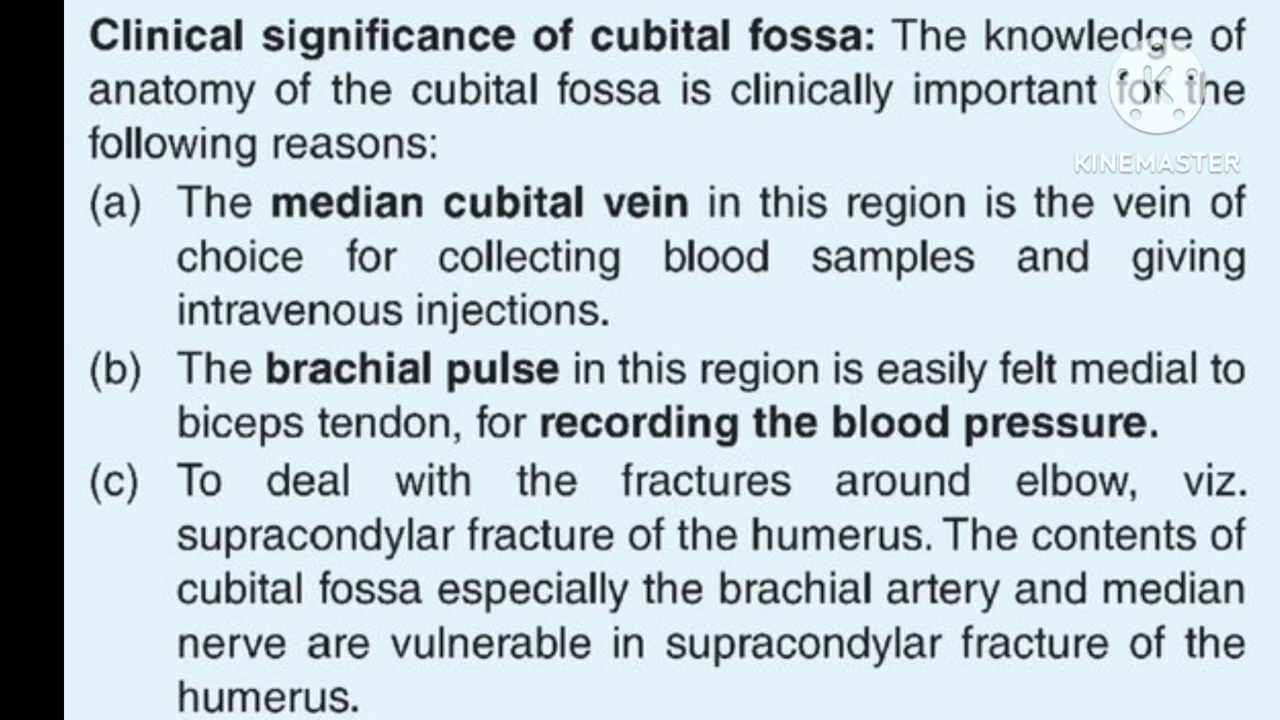 Clinical significance of cubital fossa: The knowledge of
anatomy of the cubital fossa is clinically important for the
following reasons:
KINEMASTER
(a) The median cubital vein in this region is the vein of
choice for collecting blood samples and giving
intravenous injections.
(b) The brachial pulse in this region is easily felt medial to
biceps tendon, for recording the blood pressure.
(c) To deal with the fractures around elbow, viz.
supracondylar fracture of the humerus. The contents of
cubital fossa especially the brachial artery and median
nerve are vulnerable in supracondylar fracture of the
humerus.